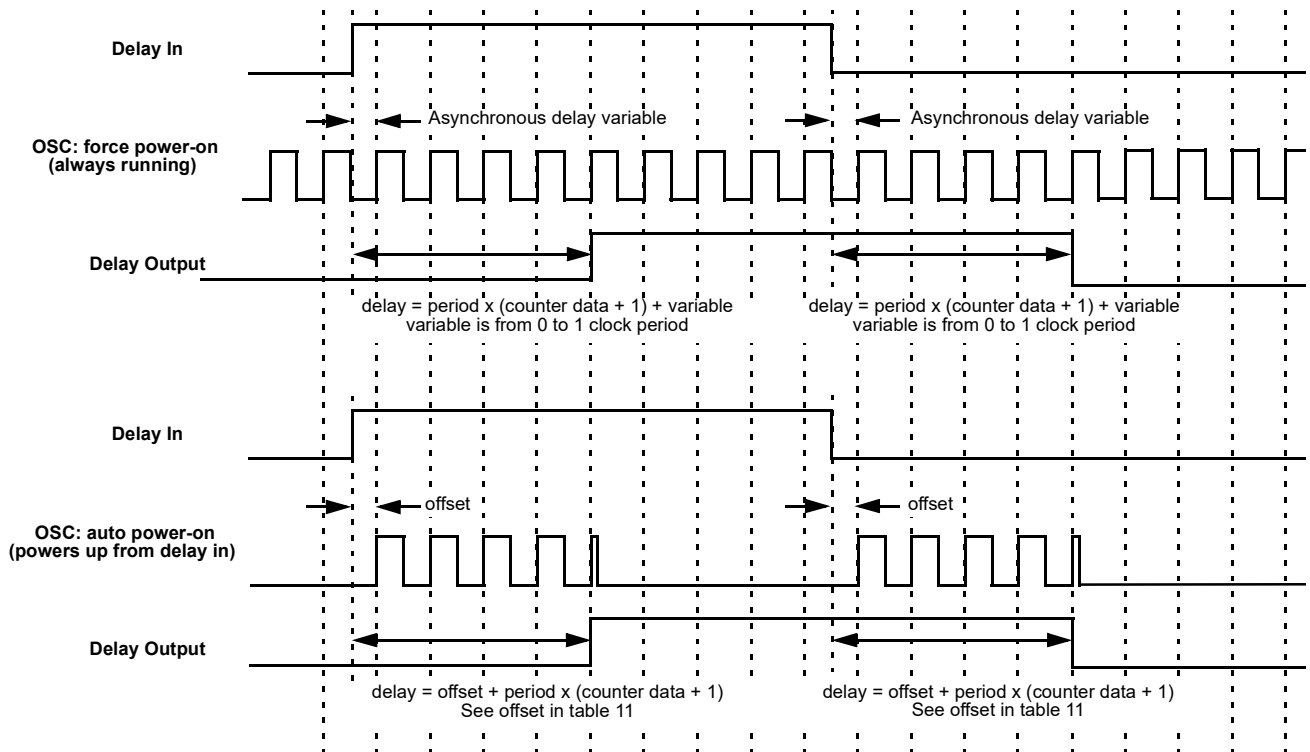 Delay In
Asynchronous delay variable
Asynchronous delay variable
OSC: force power-on
(always running)
Delay Output
delay = period x (counter data + 1) + variable
variable is from 0 to 1 clock period
delay = period x (counter data + 1) + variable
variable is from 0 to 1 clock period
Delay In
offset
offset
OSC: auto power-on
(powers up from delay in)
Delay Output
delay = offset + period x (counter data + 1)
See offset in table 11
delay = offset + period x (counter data + 1)
See offset in table 11